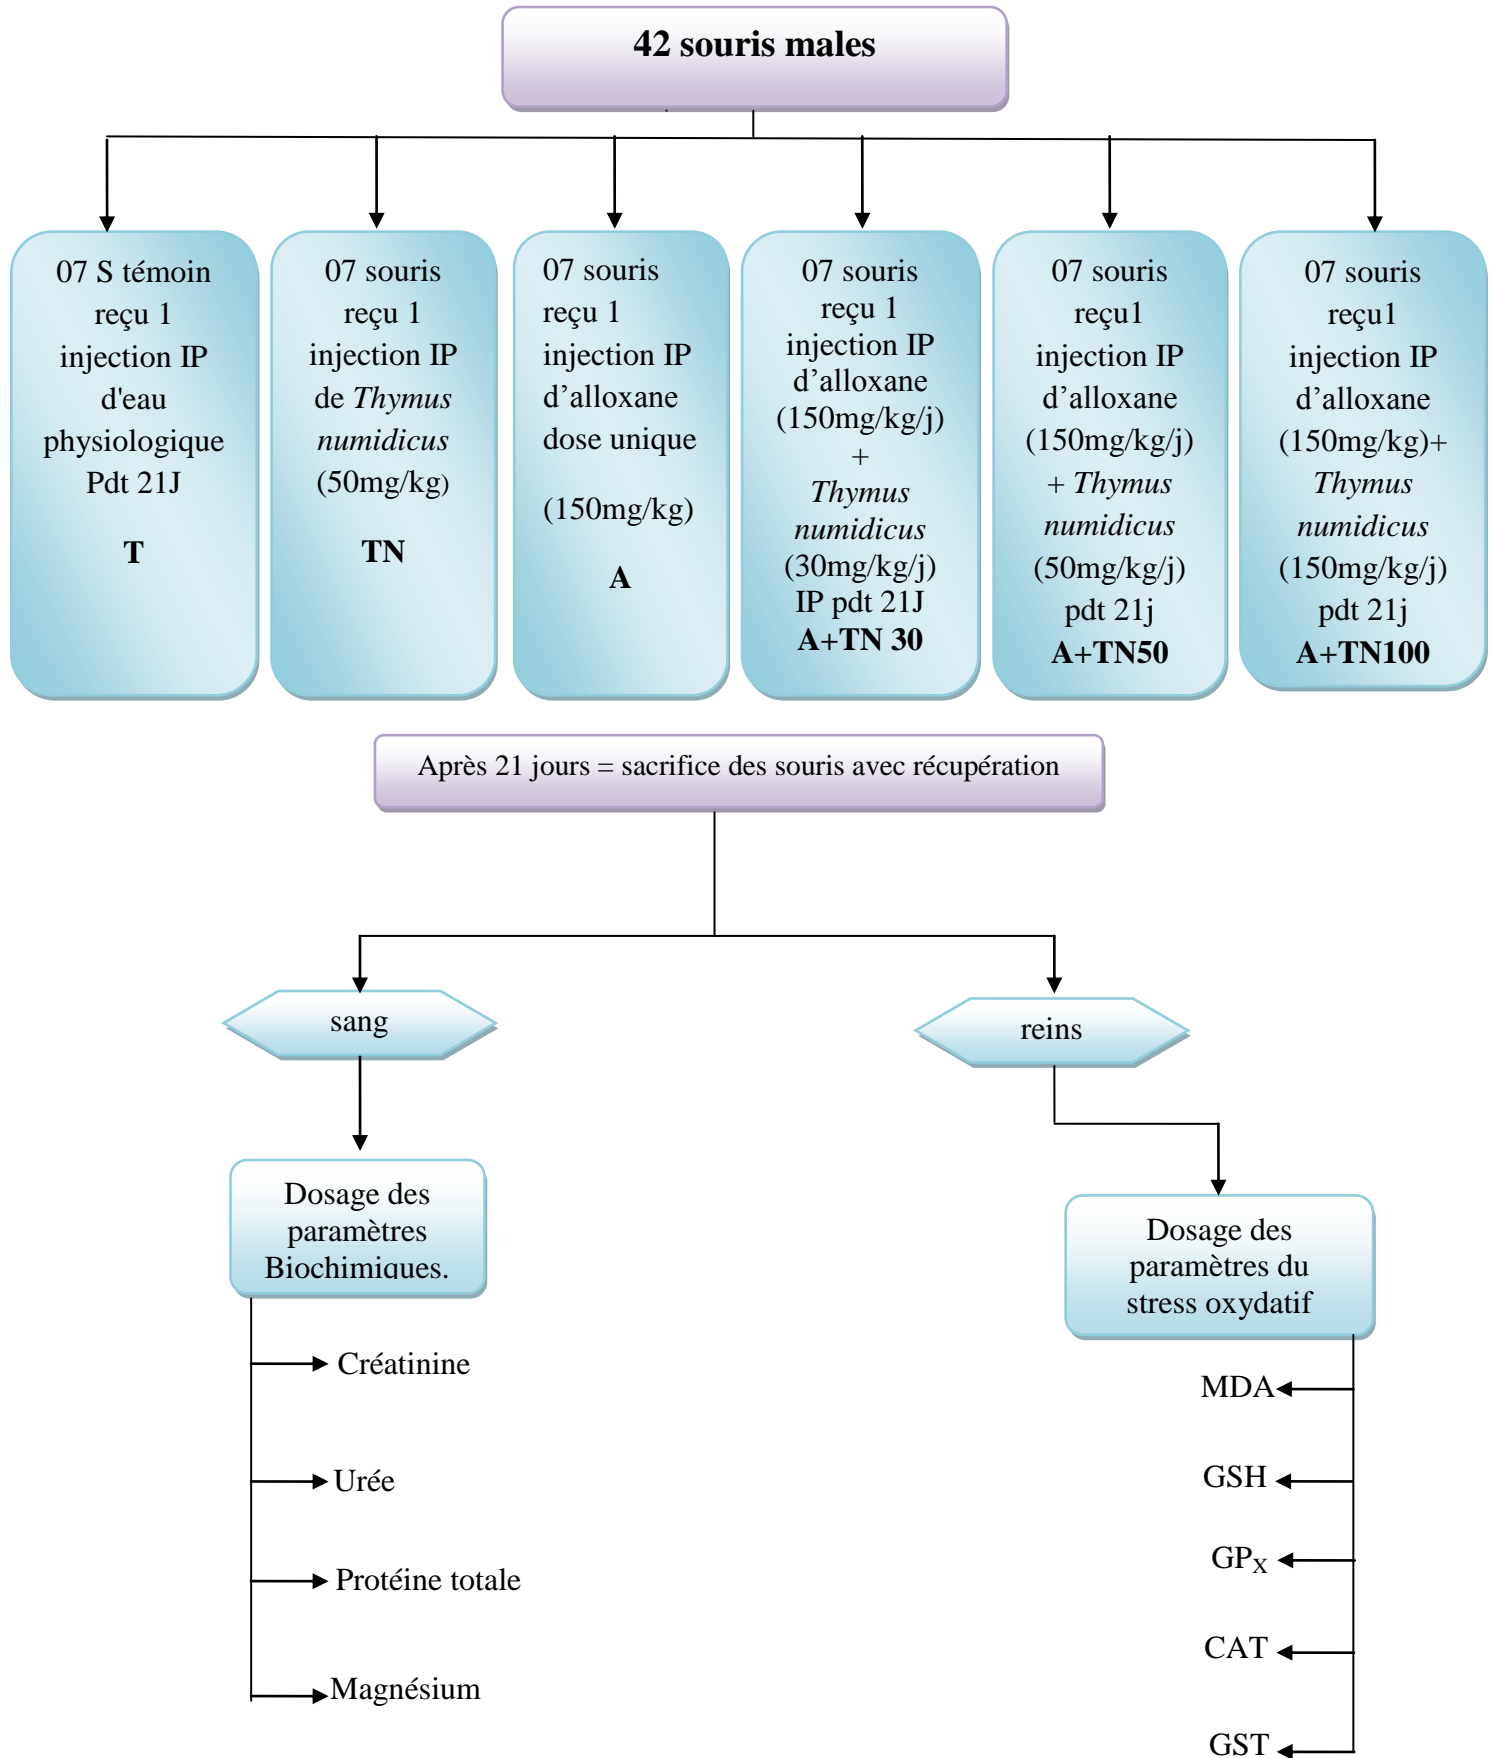 42 souris males
07 S témoin
reçu 1
injection IP
d'eau
physiologique
Pdt 21J
T
07 souris
reçu 1
injection IP
de Thymus
numidicus
(50mg/kg)
TN
07 souris
reçu 1
injection IP
d’alloxane
dose unique
(150mg/kg)
A
07 souris
reçu 1
injection IP
d’alloxane
(150mg/kg/j)
+
Thymus
numidicus
(30mg/kg/j)
IP pdt 21J
A+TN 30
07 souris
reçu1
injection IP
d’alloxane
(150mg/kg/j)
+ Thymus
numidicus
(50mg/kg/j)
pdt 21j
A+TN50
07 souris
reçu1
injection IP
d’alloxane
(150mg/kg)+
Thymus
numidicus
(150mg/kg/j)
pdt 21j
A+TN100
Après 21 jours = sacrifice des souris avec récupération
sang
reins
Dosage des
paramètres
Biochimiques.
Créatinine
Urée
Protéine totale
Magnésium
Dosage des
paramètres du
stress oxydatif
MDA
GSH
GPX
CAT
GST